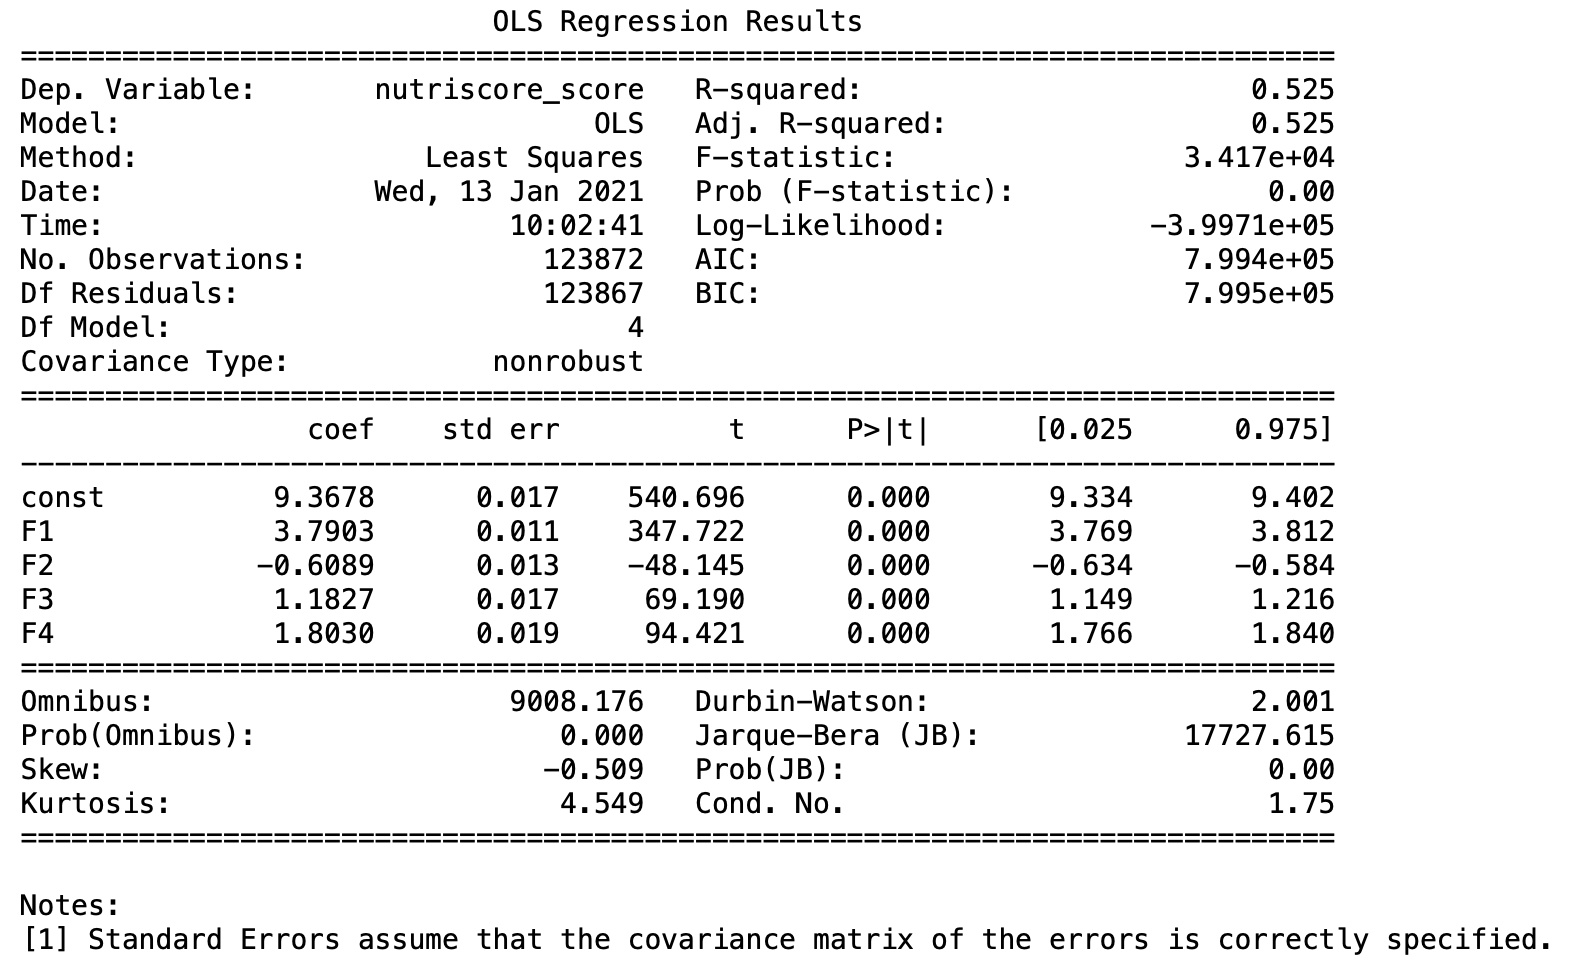 OLS Regression Results
==============================================================================
Dep. Variable: nutriscore_score R-squared: 0.525
Model: OLS Adj. R-squared: 0.525
Method: Least Squares F-statistic: 3.417e+04
Date: Wed, 13 Jan 2021 Prob (F-statistic): 0.00
Time: 10:02:41 Log-Likelihood: -3.9971e+05
No. Observations: 123872 AIC: 7.994e+05
Df Residuals: 123867 BIC: 7.995e+05
Df Model: 4
Covariance Type: nonrobust
==============================================================================
coef std err t P>|t| [0.025 0.975]
------------------------------------------------------------------------------
const 9.3678 0.017 540.696 0.000 9.334 9.402
F1 3.7903 0.011 347.722 0.000 3.769 3.812
F2 -0.6089 0.013 -48.145 0.000 -0.634 -0.584
F3 1.1827 0.017 69.190 0.000 1.149 1.216
F4 1.8030 0.019 94.421 0.000 1.766 1.840
==============================================================================
Omnibus: 9008.176 Durbin-Watson: 2.001
Prob(Omnibus): 0.000 Jarque-Bera (JB): 17727.615
Skew: -0.509 Prob(JB): 0.00
Kurtosis: 4.549 Cond. No. 1.75
==============================================================================
Notes:
[1] Standard Errors assume that the covariance matrix of the errors is correctly specified.